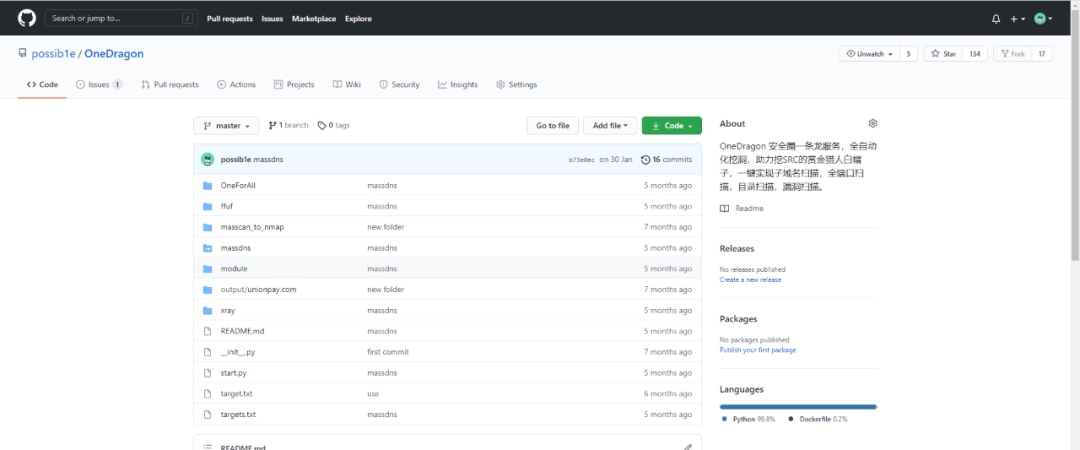 Search or jump to... /
Pull requests Issues Marketplace Explore
possib1e / OneDragon
Unwatch 5 Star 134 Fork 17
Code Issues 1 Pull requests Actions Projects Wiki Security Insights Settings
master 1 branch 0 tags Go to file Add file Code
possib1e massdns b73e0ec on 30 Jan 16 commits
OneForAll massdns 5 months ago
ffuf massdns 5 months ago
masscan_to_nmap new folder 7 months ago
massdns massdns 5 months ago
module massdns 5 months ago
output/unionpay.com new folder 7 months ago
xray massdns 5 months ago
README.md massdns 5 months ago
__init__.py first commit 7 months ago
start.py massdns 5 months ago
target.txt use 6 months ago
targets.txt massdns 5 months ago
README.md
About
OneDragon 安全圈一条龙服务，全自动
化挖洞，助力挖SRC的赏金猎人白帽
子，一键实现子域名扫描，全端口扫
描，目录扫描，漏洞扫描。
Readme
Releases
No releases published
Create a new release
Packages
No packages published
Publish your first package
Languages
Python 99.8% Dockerfile 0.2%